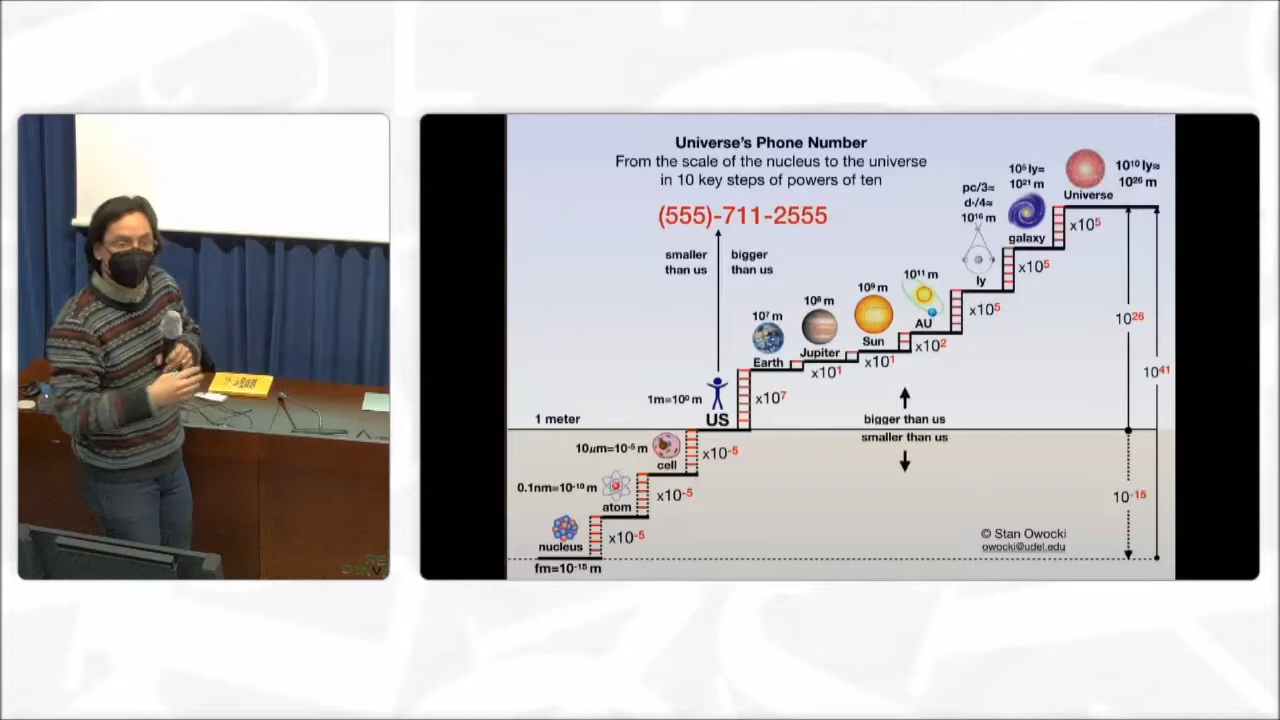 Universe's Phone Number
From the scale of the nucleus to the universe
in 10 key steps of powers of ten
(555)-711-2555
smaller
than us
bigger
than us
10⁵ ly≈
10²¹ m
10¹⁰ ly≈
10²⁶ m
Universe
x10⁵
pc/3≈
d·/4≈
10¹⁶ m
galaxy
x10⁵
ly
x10⁵
10¹¹ m
AU
x10²
10⁹ m
Sun
x10¹
10⁸ m
Jupiter
x10¹
10⁷ m
Earth
x10⁷
1m=10⁰ m
US
1 meter
bigger than us
smaller than us
10²⁶
10⁴¹
10⁻¹⁵
10μm=10⁻⁵ m
cell
x10⁻⁵
0.1nm=10⁻¹⁰ m
atom
x10⁻⁵
nucleus
x10⁻⁵
fm=10⁻¹⁵ m
© Stan Owocki
owocki@udel.edu